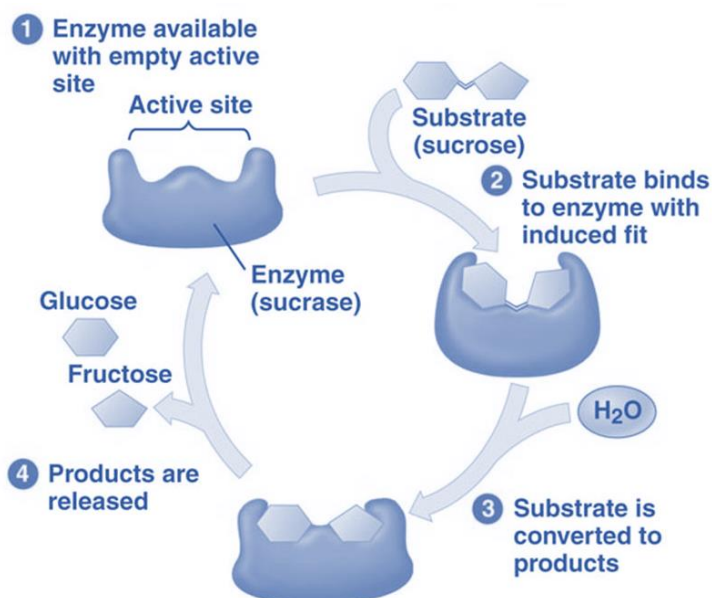 1 Enzyme available
with empty active
site
Active site
Substrate
(sucrose)
2 Substrate binds
to enzyme with
induced fit
Enzyme
(sucrase)
H₂O
3 Substrate is
converted to
products
Glucose
Fructose
4 Products are
released